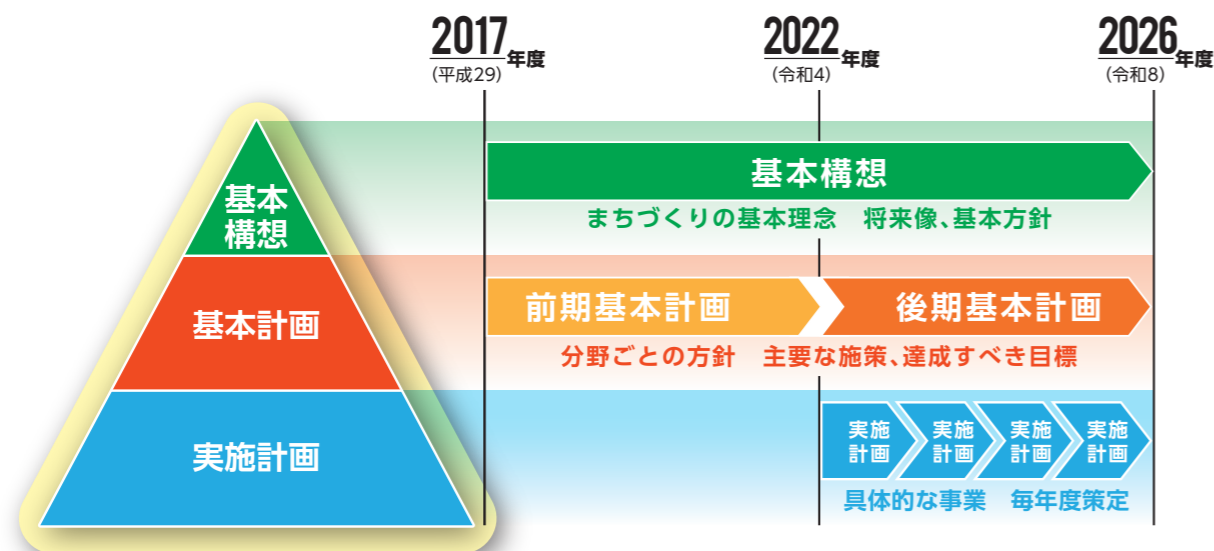 2017年度
(平成29)
2022年度
(令和4)
2026年度
(令和8)
基本
構想
基本構想
まちづくりの基本理念　将来像、基本方針
基本計画
前期基本計画
後期基本計画
分野ごとの方針　主要な施策、達成すべき目標
実施計画
実施
計画
実施
計画
実施
計画
実施
計画
具体的な事業　毎年度策定